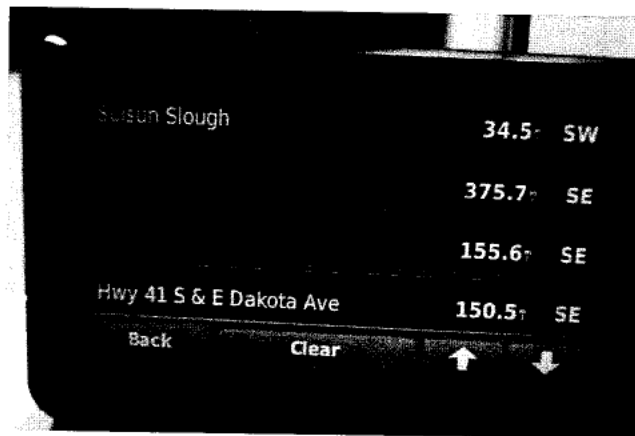 Suisun Slough 34.5 SW
375.7 SE
155.6 SE
Hwy 41 S & E Dakota Ave 150.5 SE
Back Clear